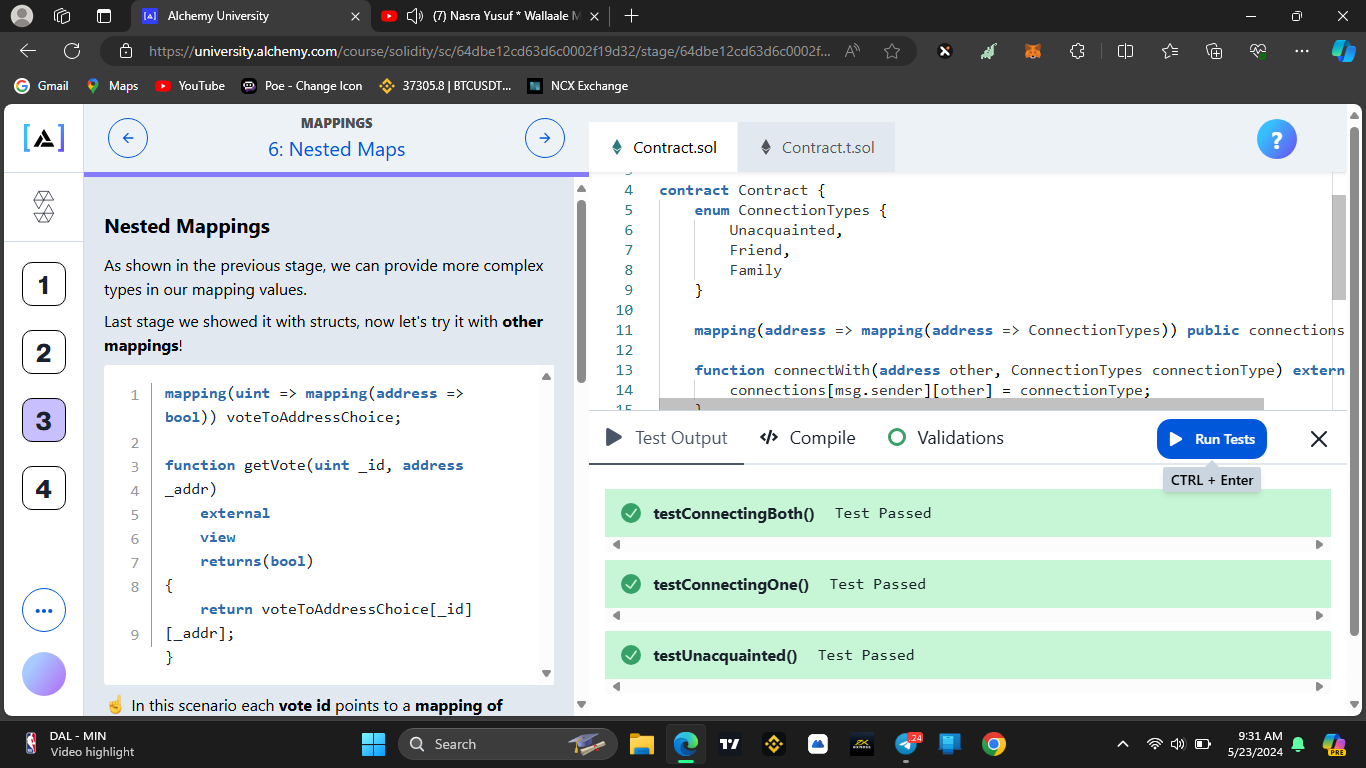 Alchemy University
(7) Nasra Yusuf * Wallaale M
https://university.alchemy.com/course/solidity/sc/64dbe12cd63d6c0002f19d32/stage/64dbe12cd63d6c0002f...
Gmail
Maps
YouTube
Poe - Change Icon
37305.8 | BTCUSDT...
NCX Exchange
MAPPINGS
6: Nested Maps
1
2
3
4
Nested Mappings
As shown in the previous stage, we can provide more complex
types in our mapping values.
Last stage we showed it with structs, now let's try it with other
mappings!
1 mapping(uint => mapping(address =>
bool)) voteToAddressChoice;
2
3 function getVote(uint _id, address
4 _addr)
5 external
6 view
7 returns(bool)
8 {
return voteToAddressChoice[_id]
9 [_addr];
}
☝ In this scenario each vote id points to a mapping of
Contract.sol
Contract.t.sol
?
4 contract Contract {
5 enum ConnectionTypes {
6 Unacquainted,
7 Friend,
8 Family
9 }
10
11 mapping(address => mapping(address => ConnectionTypes)) public connections
12
13 function connectWith(address other, ConnectionTypes connectionType) extern
14 connections[msg.sender][other] = connectionType;
15 }
Test Output
Compile
Validations
Run Tests
CTRL + Enter
testConnectingBoth() Test Passed
testConnectingOne() Test Passed
testUnacquainted() Test Passed
DAL - MIN
Video highlight
Search
24
9:31 AM
5/23/2024
PRE